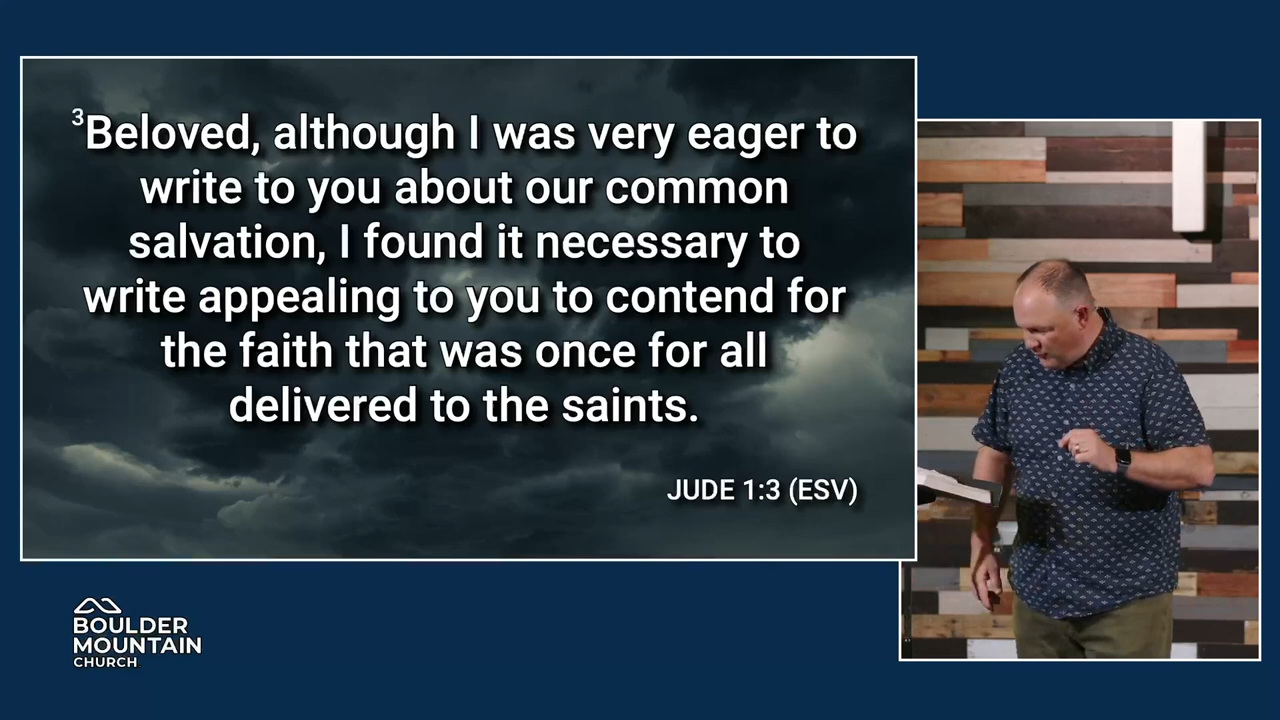 ³Beloved, although I was very eager to
write to you about our common
salvation, I found it necessary to
write appealing to you to contend for
the faith that was once for all
delivered to the saints.
JUDE 1:3 (ESV)
BOULDER
MOUNTAIN
CHURCH